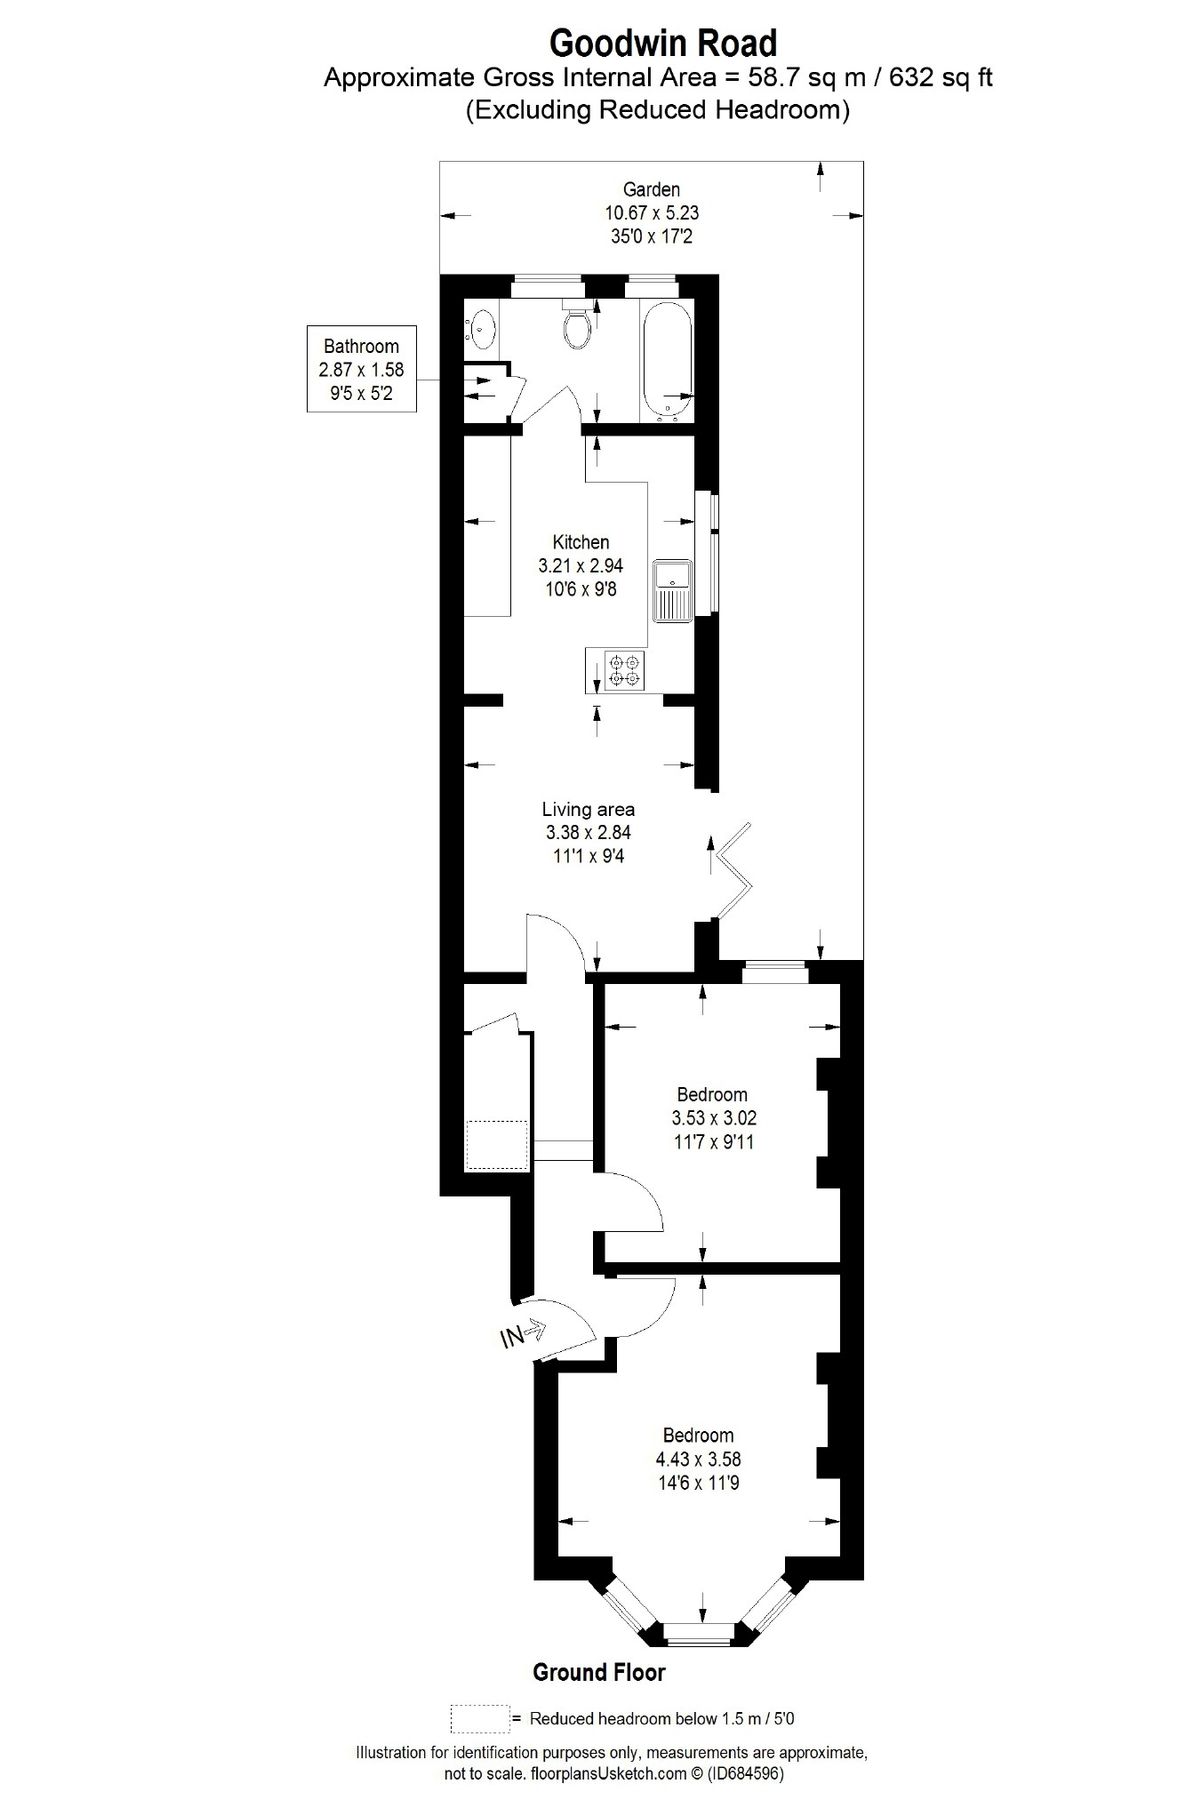 Goodwin Road
Approximate Gross Internal Area = 58.7 sq m / 632 sq ft
(Excluding Reduced Headroom)
Garden
10.67 x 5.23
35'0 x 17'2
Bathroom
2.87 x 1.58
9'5 x 5'2
Kitchen
3.21 x 2.94
10'6 x 9'8
Living area
3.38 x 2.84
11'1 x 9'4
Bedroom
3.53 x 3.02
11'7 x 9'11
IN
Bedroom
4.43 x 3.58
14'6 x 11'9
Ground Floor
= Reduced headroom below 1.5 m / 5'0
Illustration for identification purposes only, measurements are approximate,
not to scale. floorplansUsketch.com © (ID684596)